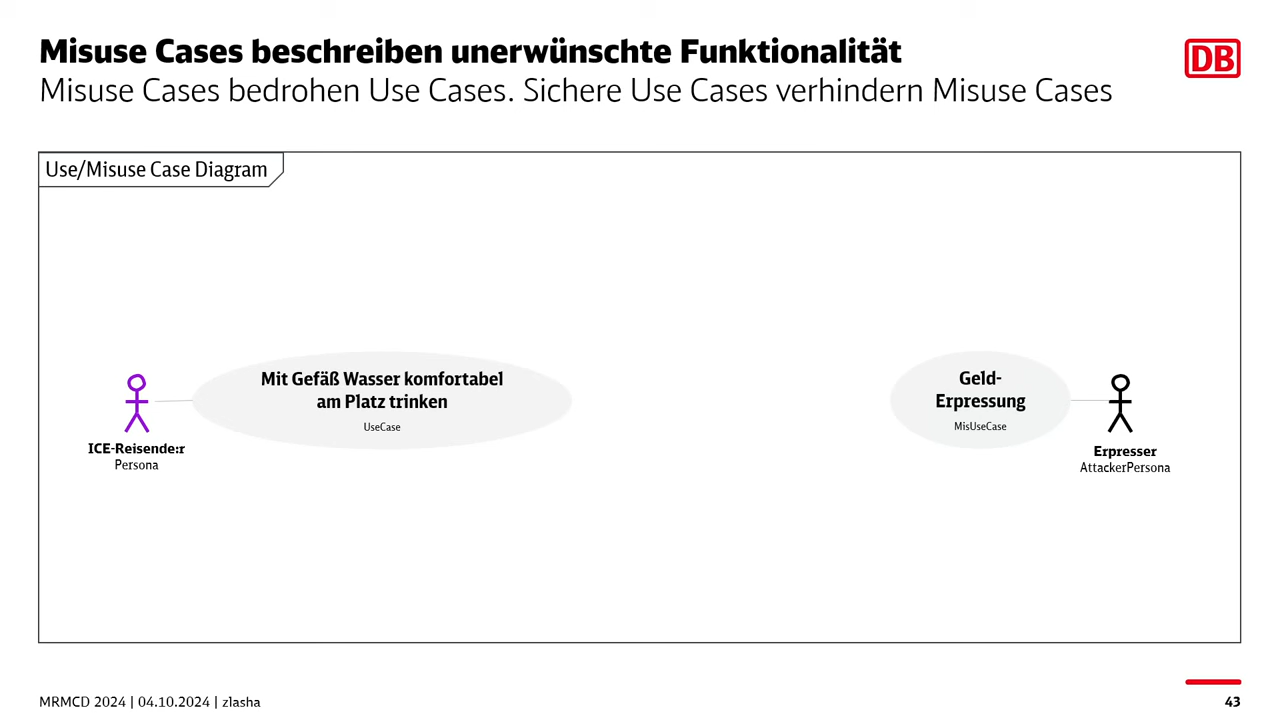 Misuse Cases beschreiben unerwünschte Funktionalität
Misuse Cases bedrohen Use Cases. Sichere Use Cases verhindern Misuse Cases
DB
Use/Misuse Case Diagram
Mit Gefäß Wasser komfortabel
am Platz trinken
UseCase
ICE-Reisende:r
Persona
Geld-
Erpressung
MisUseCase
Erpresser
AttackerPersona
MRMCD 2024 | 04.10.2024 | zlasha
43